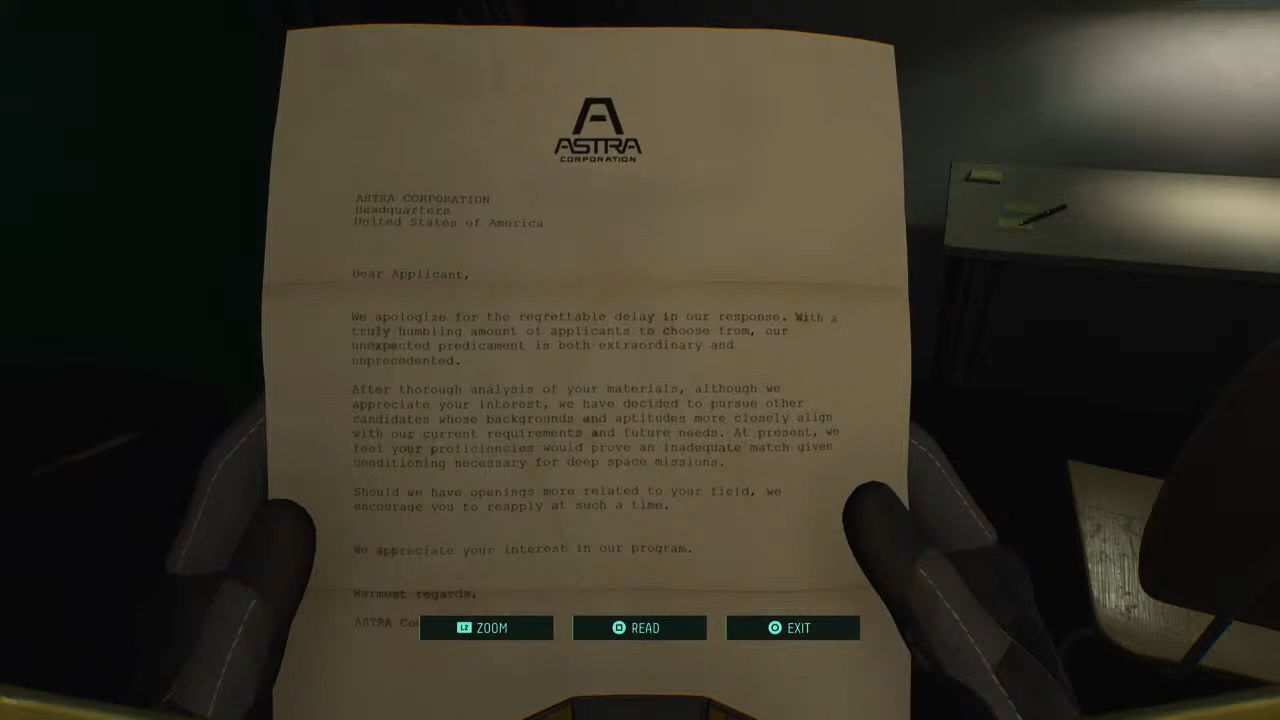 A
ASTRA
CORPORATION
ASTRA CORPORATION
Headquarters
United States of America
Dear Applicant,
We apologize for the regrettable delay in our response. With a
truly humbling amount of applicants to choose from, our
unexpected predicament is both extraordinary and
unprecedented.
After thorough analysis of your materials, although we
appreciate your interest, we have decided to pursue other
candidates whose backgrounds and aptitudes more closely align
with our current requirements and future needs. At present, we
feel your proficiencies would prove an inadequate match given
conditioning necessary for deep space missions.
Should we have openings more related to your field, we
encourage you to reapply at such a time.
We appreciate your interest in our program.
Warmest regards,
ASTRA
L2 ZOOM
READ
EXIT